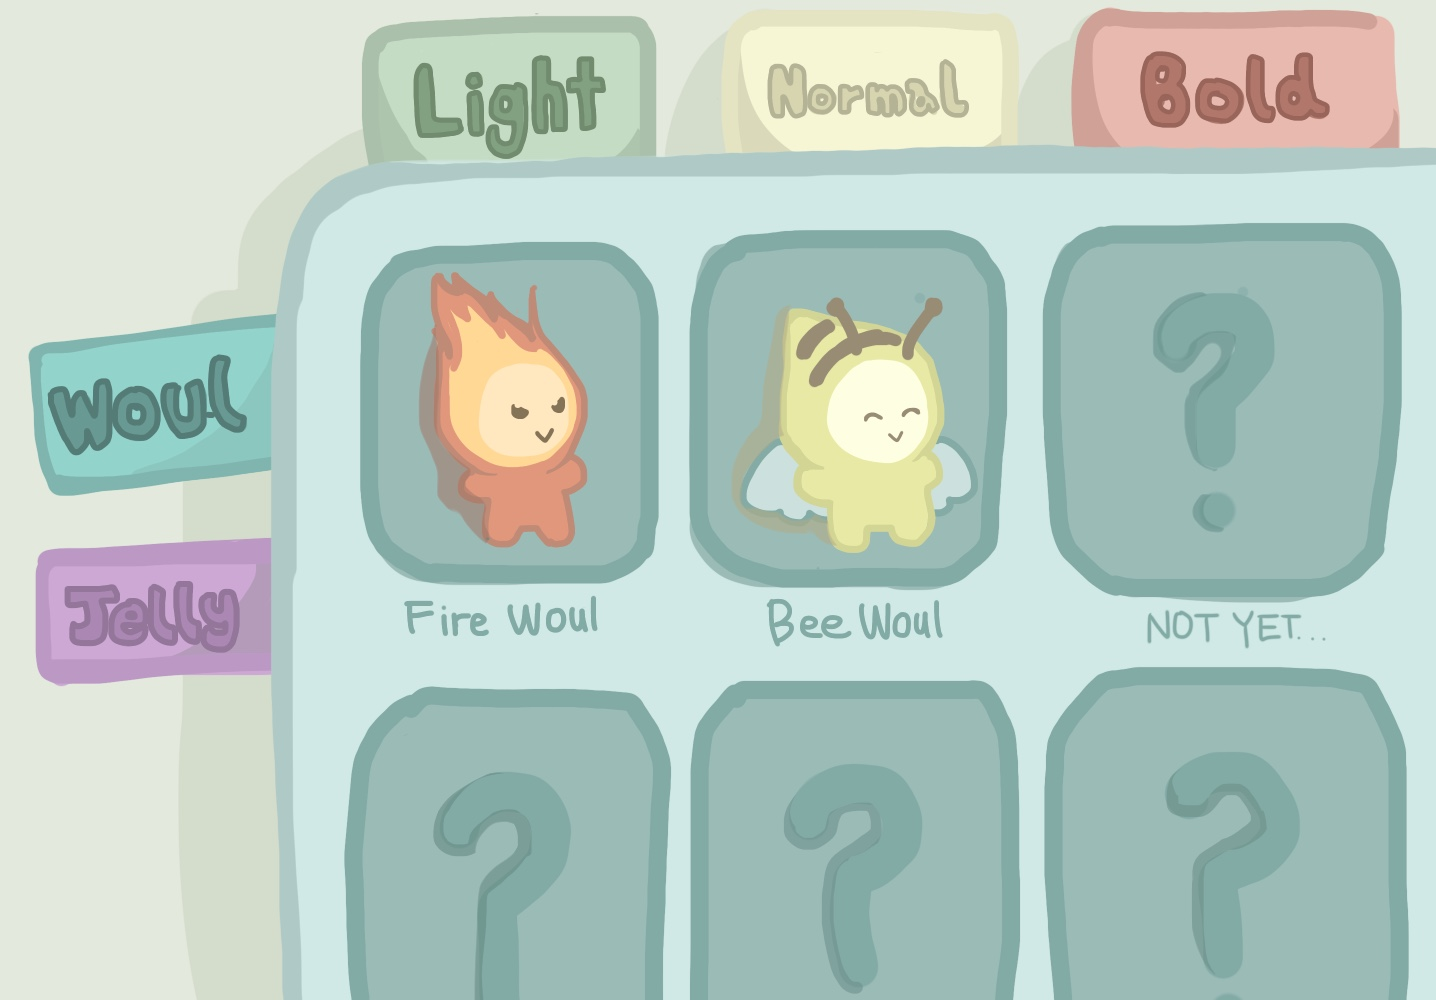 Light
Normal
Bold
Woul
Jelly
?
Fire Woul
Bee Woul
NOT YET...
?
?
?